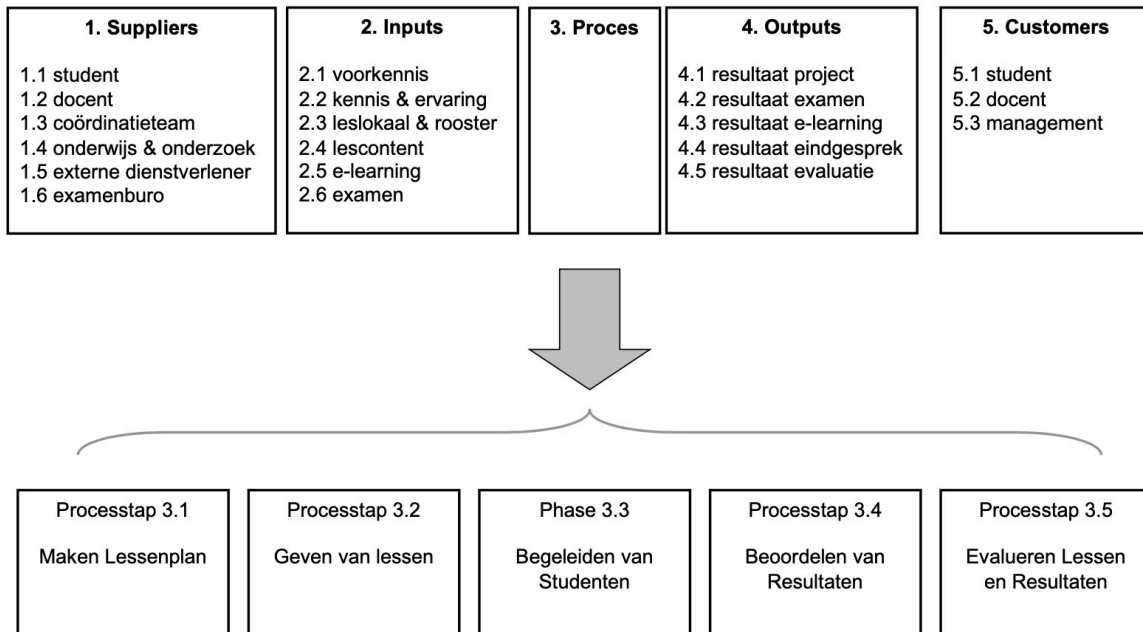 1. Suppliers
1.1 student
1.2 docent
1.3 coördinatieteam
1.4 onderwijs & onderzoek
1.5 externe dienstverlener
1.6 examenburo
2. Inputs
2.1 voorkennis
2.2 kennis & ervaring
2.3 leslokaal & rooster
2.4 lescontent
2.5 e-learning
2.6 examen
3. Proces
4. Outputs
4.1 resultaat project
4.2 resultaat examen
4.3 resultaat e-learning
4.4 resultaat eindgesprek
4.5 resultaat evaluatie
5. Customers
5.1 student
5.2 docent
5.3 management
Processtap 3.1
Maken Lessenplan
Processtap 3.2
Geven van lessen
Phase 3.3
Begeleiden van
Studenten
Processtap 3.4
Beoordelen van
Resultaten
Processtap 3.5
Evalueren Lessen
en Resultaten